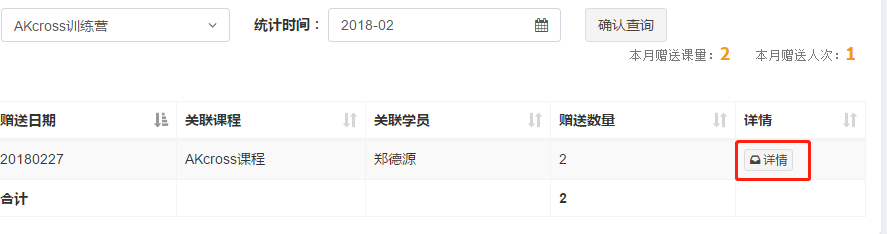 AKcross训练营 统计时间： 2018-02 确认查询
本月赠送课量：2 本月赠送人次：1
赠送日期 关联课程 关联学员 赠送数量 详情
20180227 AKcross课程 郑德源 2 详情
合计 2